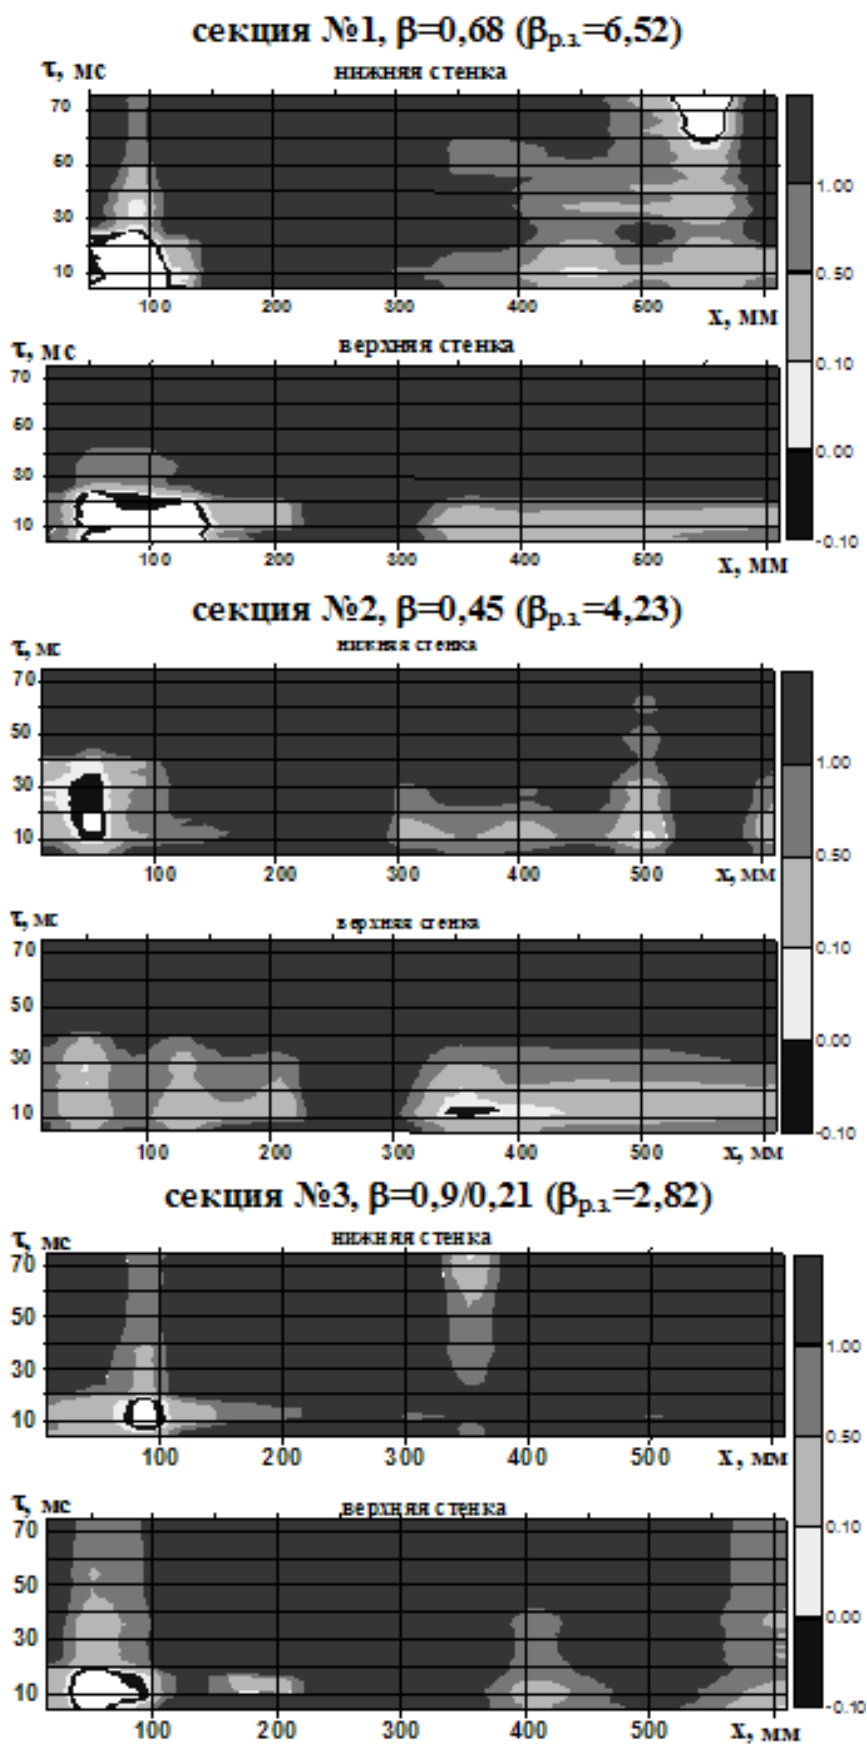 секция №1, β=0,68 (βр.з.=6,52)
τ, мс нижняя стенка
70
50
30
10
100 200 300 400 500
x, мм
1.00
0.50
0.10
0.00
-0.10
τ, мс верхняя стенка
70
50
30
10
100 200 300 400 500
x, мм
секция №2, β=0,45 (βр.з.=4,23)
τ, мс нижняя стенка
70
50
30
10
100 200 300 400 500 x, мм
1.00
0.50
0.10
0.00
-0.10
τ, мс верхняя стенка
70
50
30
10
100 200 300 400 500 x, мм
секция №3, β=0,9/0,21 (βр.з.=2,82)
τ, мс нижняя стенка
70
50
30
10
100 200 300 400 500 x, мм
1.00
0.50
0.10
0.00
-0.10
τ, мс верхняя стенка
70
50
30
10
100 200 300 400 500 x, мм